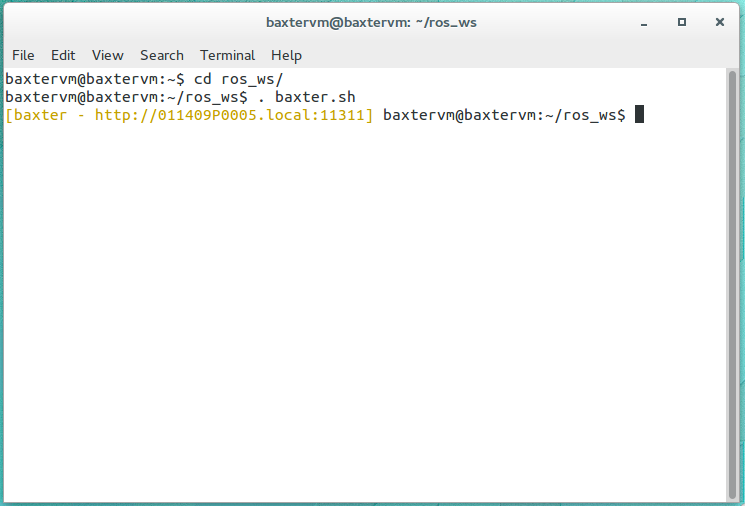 baxtervm@baxtervm: ~/ros_ws
File Edit View Search Terminal Help
baxtervm@baxtervm:~$ cd ros_ws/
baxtervm@baxtervm:~/ros_ws$ . baxter.sh
[baxter - http://011409P0005.local:11311] baxtervm@baxtervm:~/ros_ws$